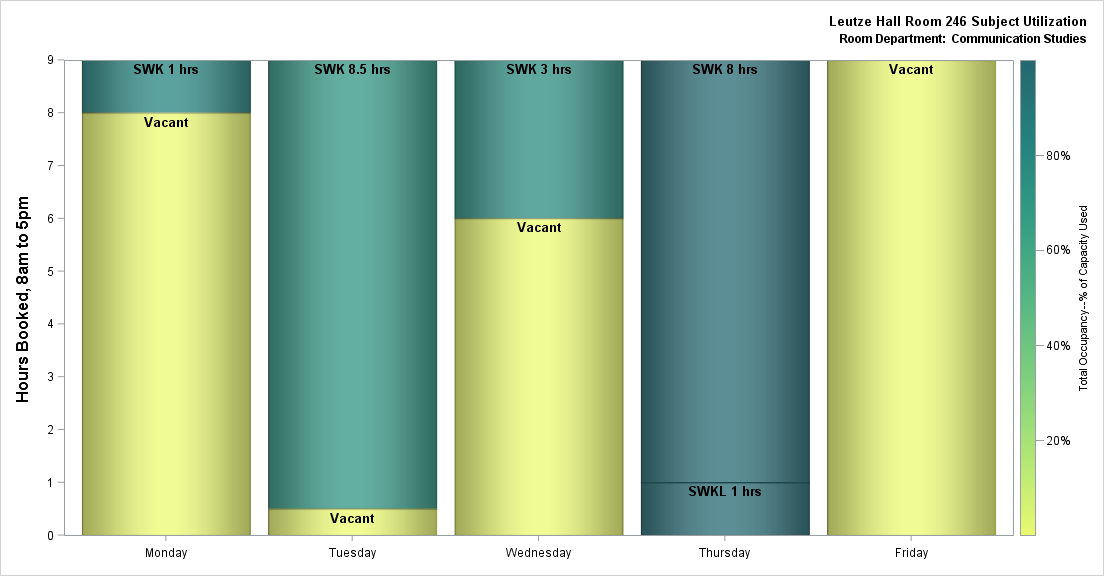 Leutze Hall Room 246 Subject Utilization
Room Department: Communication Studies
Hours Booked, 8am to 5pm
9
8
7
6
5
4
3
2
1
0
SWK 1 hrs
Vacant
SWK 8.5 hrs
Vacant
SWK 3 hrs
Vacant
SWK 8 hrs
SWKL 1 hrs
Vacant
Monday
Tuesday
Wednesday
Thursday
Friday
80%
60%
40%
20%
Total Occupancy--% of Capacity Used